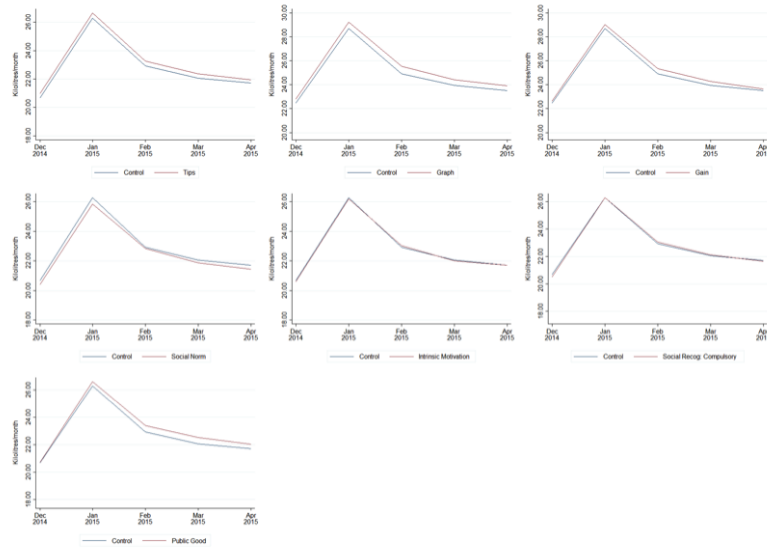 Kilolitres/month
26.00
24.00
22.00
20.00
18.00
Dec 2014
Jan 2015
Feb 2015
Mar 2015
Apr 2015
Control
Tips
Kilolitres/month
30.00
28.00
26.00
24.00
22.00
20.00
Dec 2014
Jan 2015
Feb 2015
Mar 2015
Apr 2015
Control
Graph
Kilolitres/month
30.00
28.00
26.00
24.00
22.00
20.00
Dec 2014
Jan 2015
Feb 2015
Mar 2015
Apr 201
Control
Gain
Kilolitres/month
26.00
24.00
22.00
20.00
18.00
Dec 2014
Jan 2015
Feb 2015
Mar 2015
Apr 2015
Control
Social Norm
Kilolitres/month
26.00
24.00
22.00
20.00
18.00
Dec 2014
Jan 2015
Feb 2015
Mar 2015
Apr 2015
Control
Intrinsic Motivation
Kilolitres/month
26.00
24.00
22.00
20.00
18.00
Dec 2014
Jan 2015
Feb 2015
Mar 2015
Apr 2015
Control
Social Recog: Compulsory
Kilolitres/month
26.00
24.00
22.00
20.00
18.00
Dec 2014
Jan 2015
Feb 2015
Mar 2015
Apr 2015
Control
Public Good